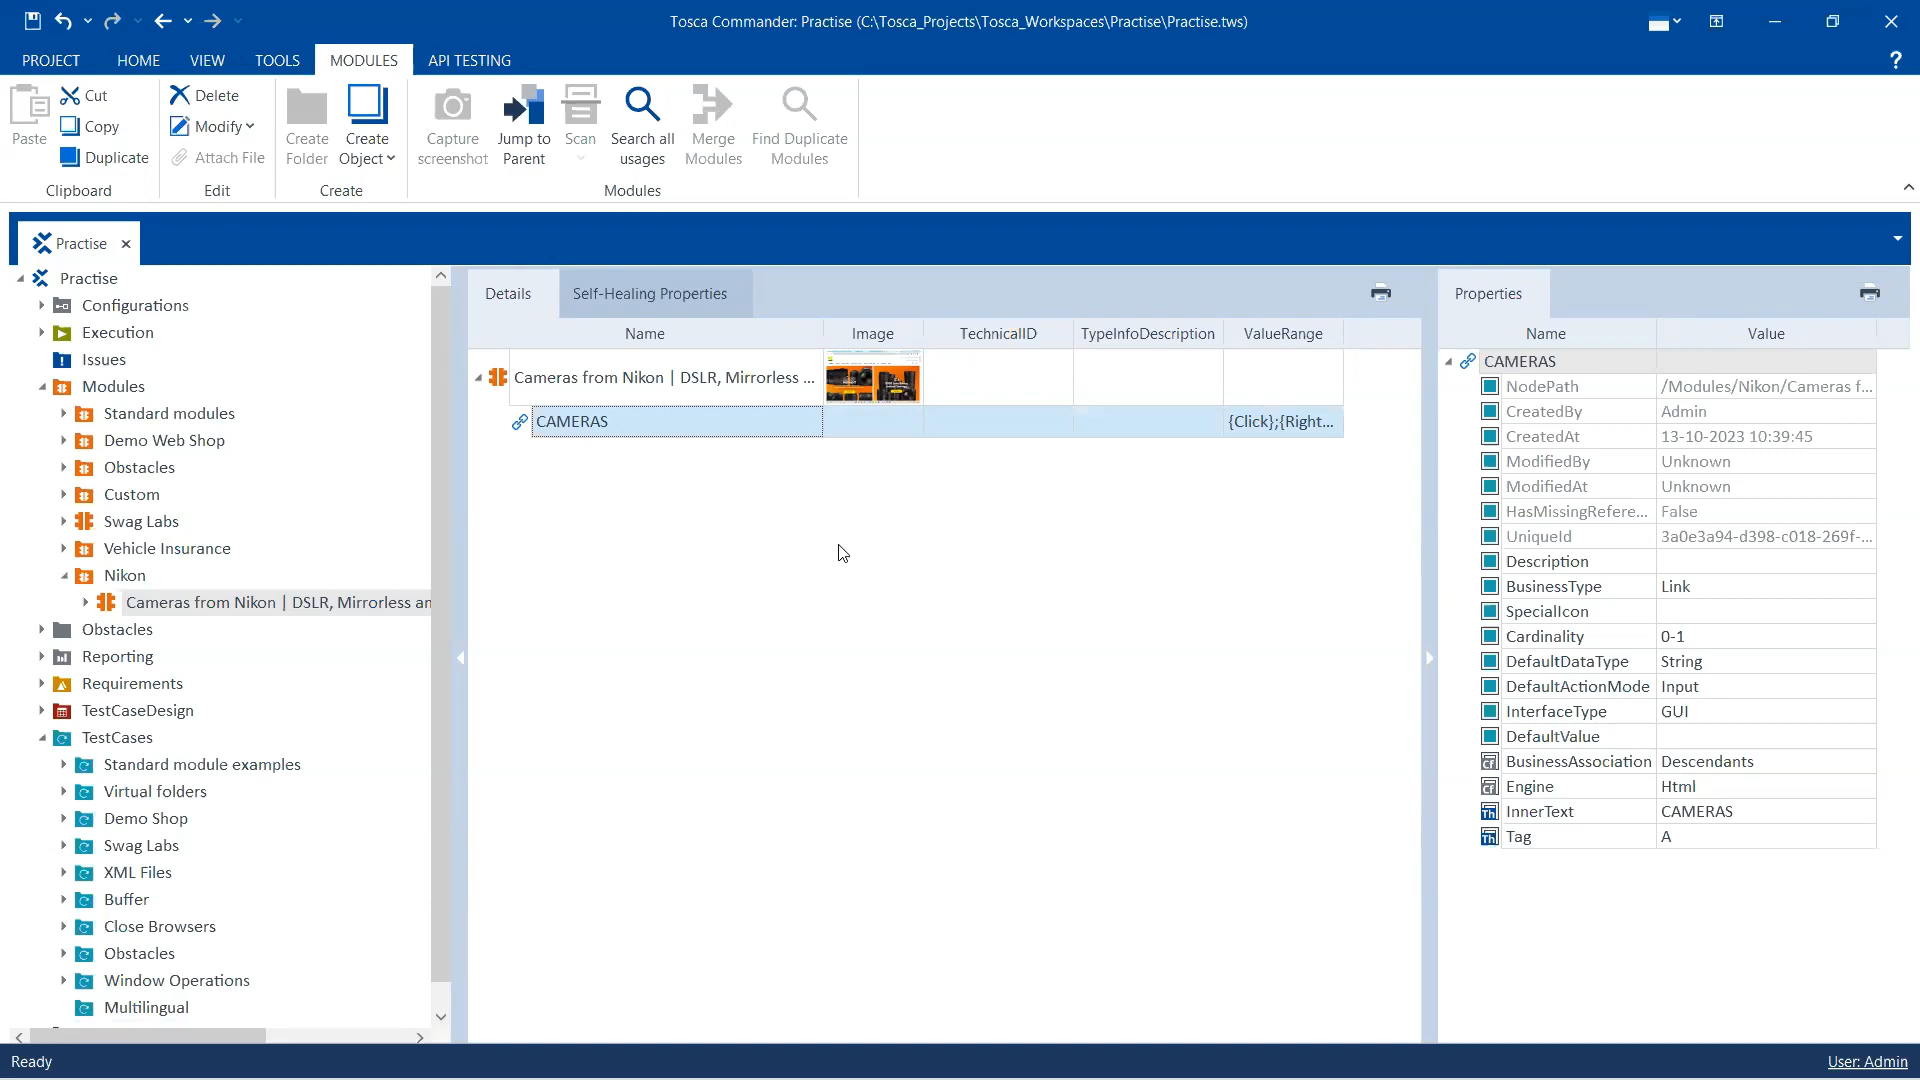 Tosca Commander: Practise (C:\Tosca_Projects\Tosca_Workspaces\Practise\Practise.tws)
PROJECT HOME VIEW TOOLS MODULES API TESTING ?
Paste Cut Copy Duplicate
Clipboard
Delete Modify Attach File
Edit
Create Folder Create Object
Create
Capture screenshot Jump to Parent Scan Search all usages Merge Modules Find Duplicate Modules
Modules
Practise
Practise
Configurations
Execution
Issues
Modules
Standard modules
Demo Web Shop
Obstacles
Custom
Swag Labs
Vehicle Insurance
Nikon
Cameras from Nikon | DSLR, Mirrorless an
Obstacles
Reporting
Requirements
TestCaseDesign
TestCases
Standard module examples
Virtual folders
Demo Shop
Swag Labs
XML Files
Buffer
Close Browsers
Obstacles
Window Operations
Multilingual
Details Self-Healing Properties
Name Image TechnicalID TypeInfoDescription ValueRange
Cameras from Nikon | DSLR, Mirrorless ...
CAMERAS {Click};{Right...
Properties
Name Value
CAMERAS
NodePath /Modules/Nikon/Cameras f...
CreatedBy Admin
CreatedAt 13-10-2023 10:39:45
ModifiedBy Unknown
ModifiedAt Unknown
HasMissingRefere... False
UniqueId 3a0e3a94-d398-c018-269f-...
Description
BusinessType Link
SpecialIcon
Cardinality 0-1
DefaultDataType String
DefaultActionMode Input
InterfaceType GUI
DefaultValue
BusinessAssociation Descendants
Engine Html
InnerText CAMERAS
Tag A
Ready User: Admin